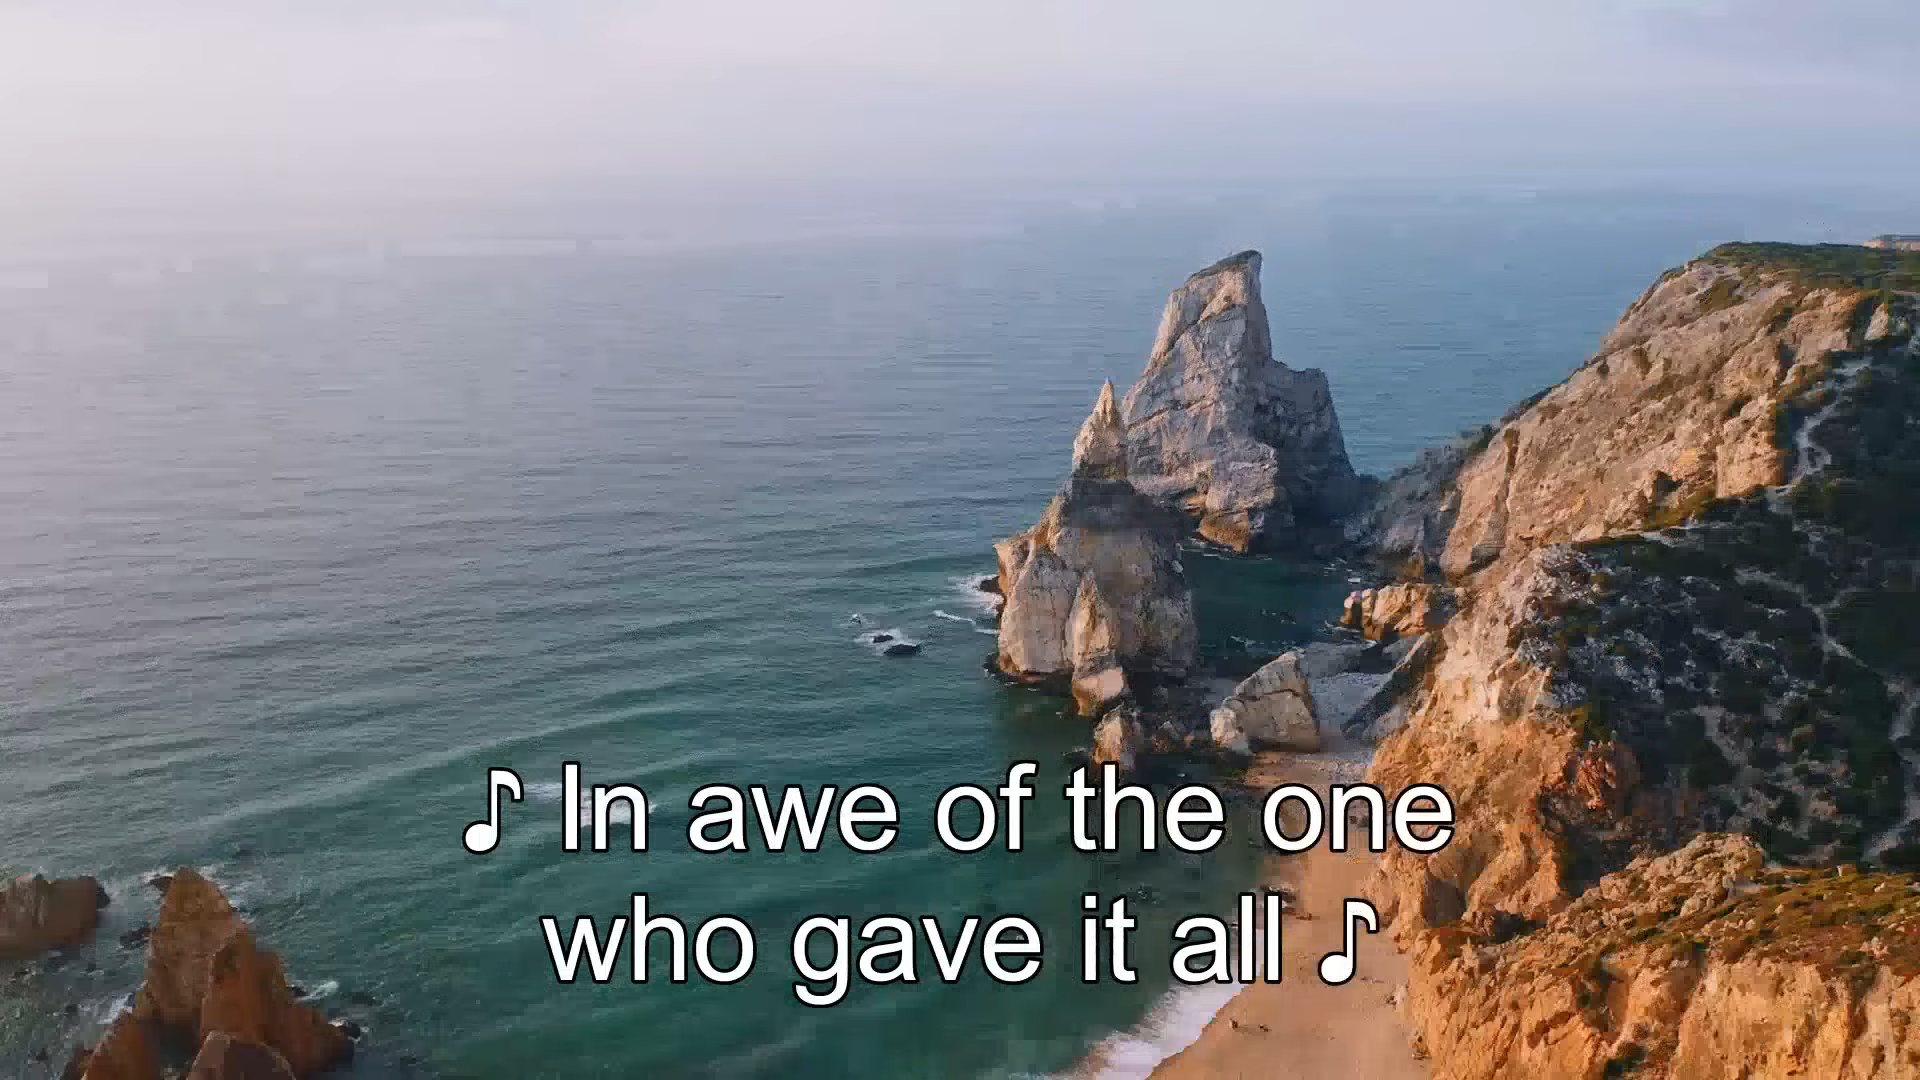 ♪ In awe of the one
who gave it all ♪